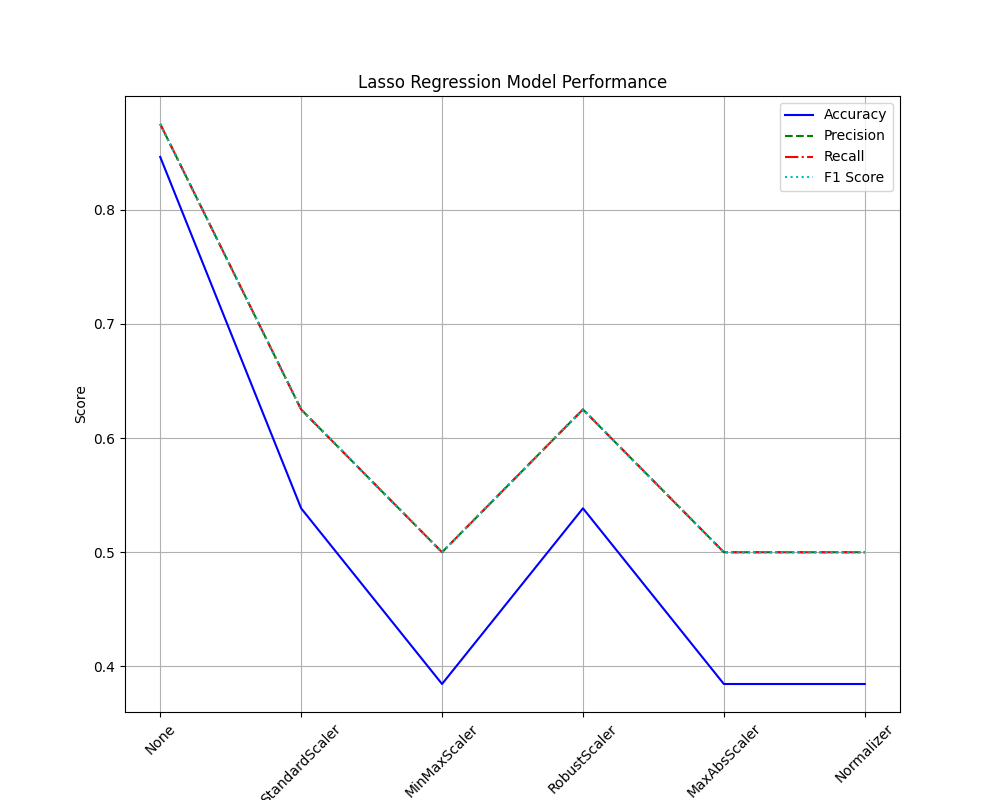 Lasso Regression Model Performance
Accuracy
Precision
Recall
F1 Score
0.8
0.7
0.6
0.5
0.4
Score
None
StandardScaler
MinMaxScaler
RobustScaler
MaxAbsScaler
Normalizer